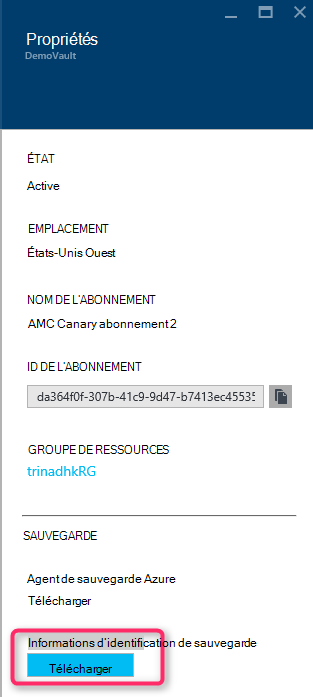 Propriétés
DemoVault
ÉTAT
Active
EMPLACEMENT
États-Unis Ouest
NOM DE L'ABONNEMENT
AMC Canary abonnement 2
ID DE L'ABONNEMENT
da364f0f-307b-41c9-9d47-b7413ec45535
GROUPE DE RESSOURCES
trinadhkRG
SAUVEGARDE
Agent de sauvegarde Azure
Télécharger
Informations d'identification de sauvegarde
Télécharger